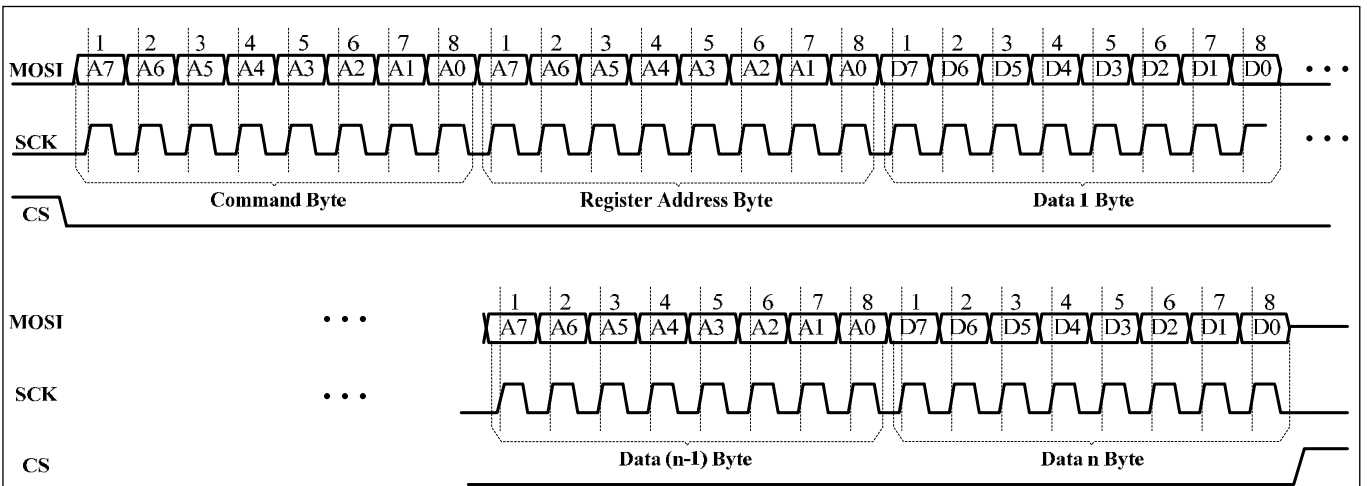 1 2 3 4 5 6 7 8 1 2 3 4 5 6 7 8 1 2 3 4 5 6 7 8
MOSI A7 A6 A5 A4 A3 A2 A1 A0 A7 A6 A5 A4 A3 A2 A1 A0 D7 D6 D5 D4 D3 D2 D1 D0 • • •
SCK • • •
Command Byte Register Address Byte Data 1 Byte
CS
1 2 3 4 5 6 7 8 1 2 3 4 5 6 7 8
MOSI • • • A7 A6 A5 A4 A3 A2 A1 A0 D7 D6 D5 D4 D3 D2 D1 D0
SCK • • •
Data (n-1) Byte Data n Byte
CS